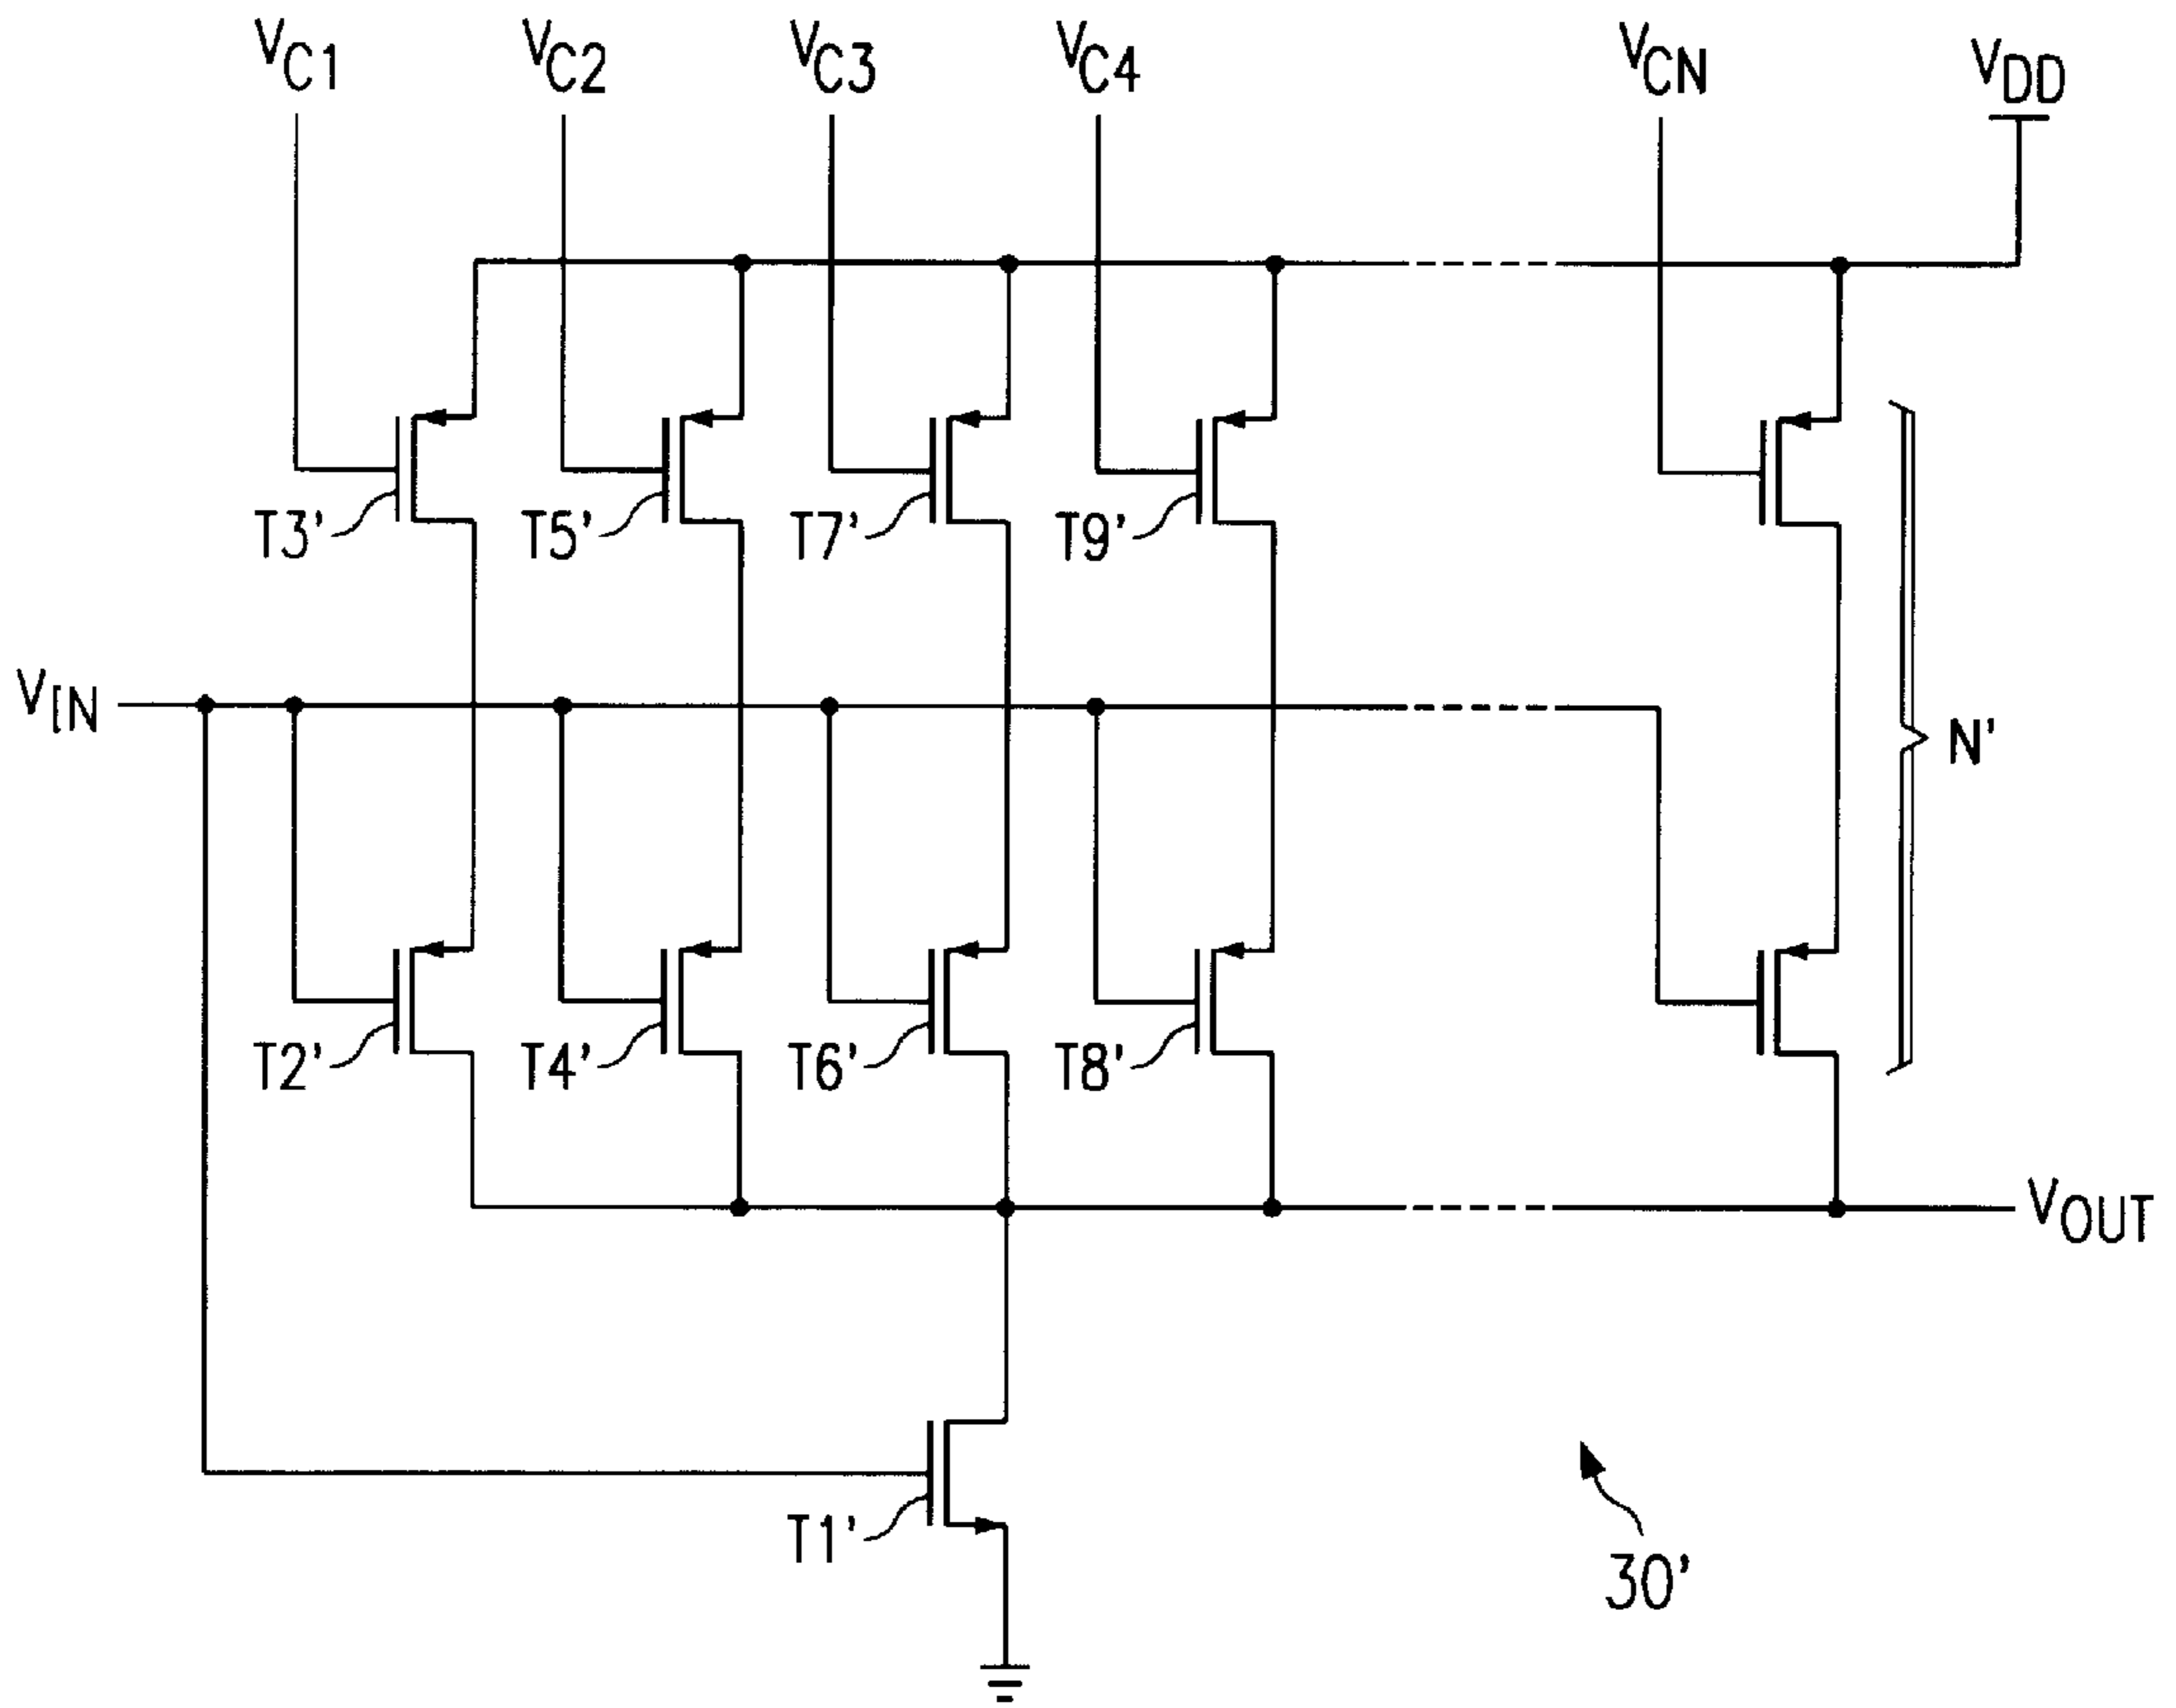 VC1 VC2 VC3 VC4 VCN VDD
T3' T5' T7' T9'
VIN
N'
T2' T4' T6' T8'
VOUT
T1'
30'